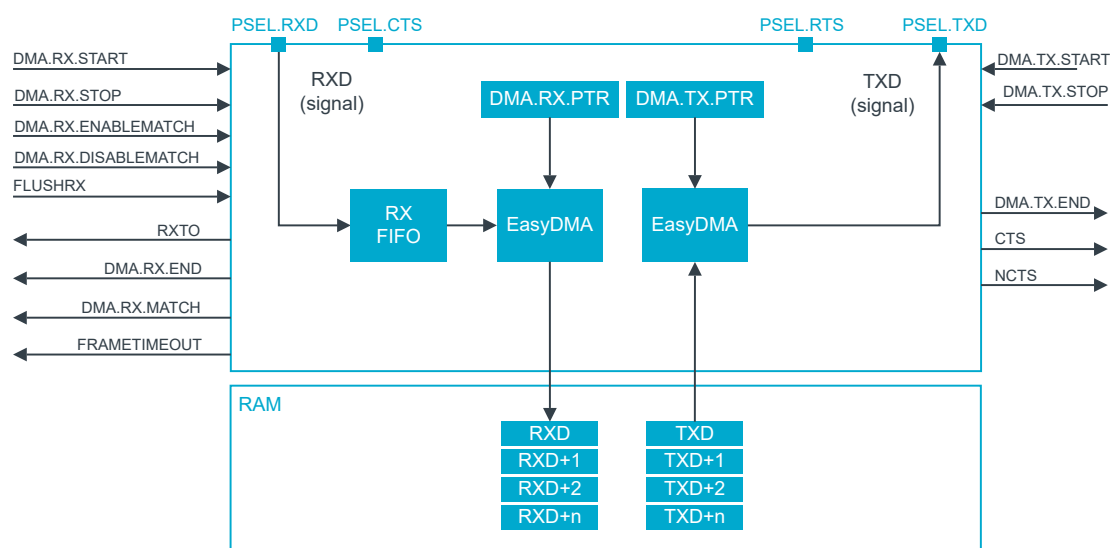 PSEL.RXD
PSEL.CTS
PSEL.RTS
PSEL.TXD
DMA.RX.START
DMA.RX.STOP
DMA.RX.ENABLEMATCH
DMA.RX.DISABLEMATCH
FLUSHRX
RXTO
DMA.RX.END
DMA.RX.MATCH
FRAMETIMEOUT
RXD
(signal)
DMA.RX.PTR
DMA.TX.PTR
TXD
(signal)
RX
FIFO
EasyDMA
EasyDMA
DMA.TX.START
DMA.TX.STOP
DMA.TX.END
CTS
NCTS
RAM
RXD
RXD+1
RXD+2
RXD+n
TXD
TXD+1
TXD+2
TXD+n